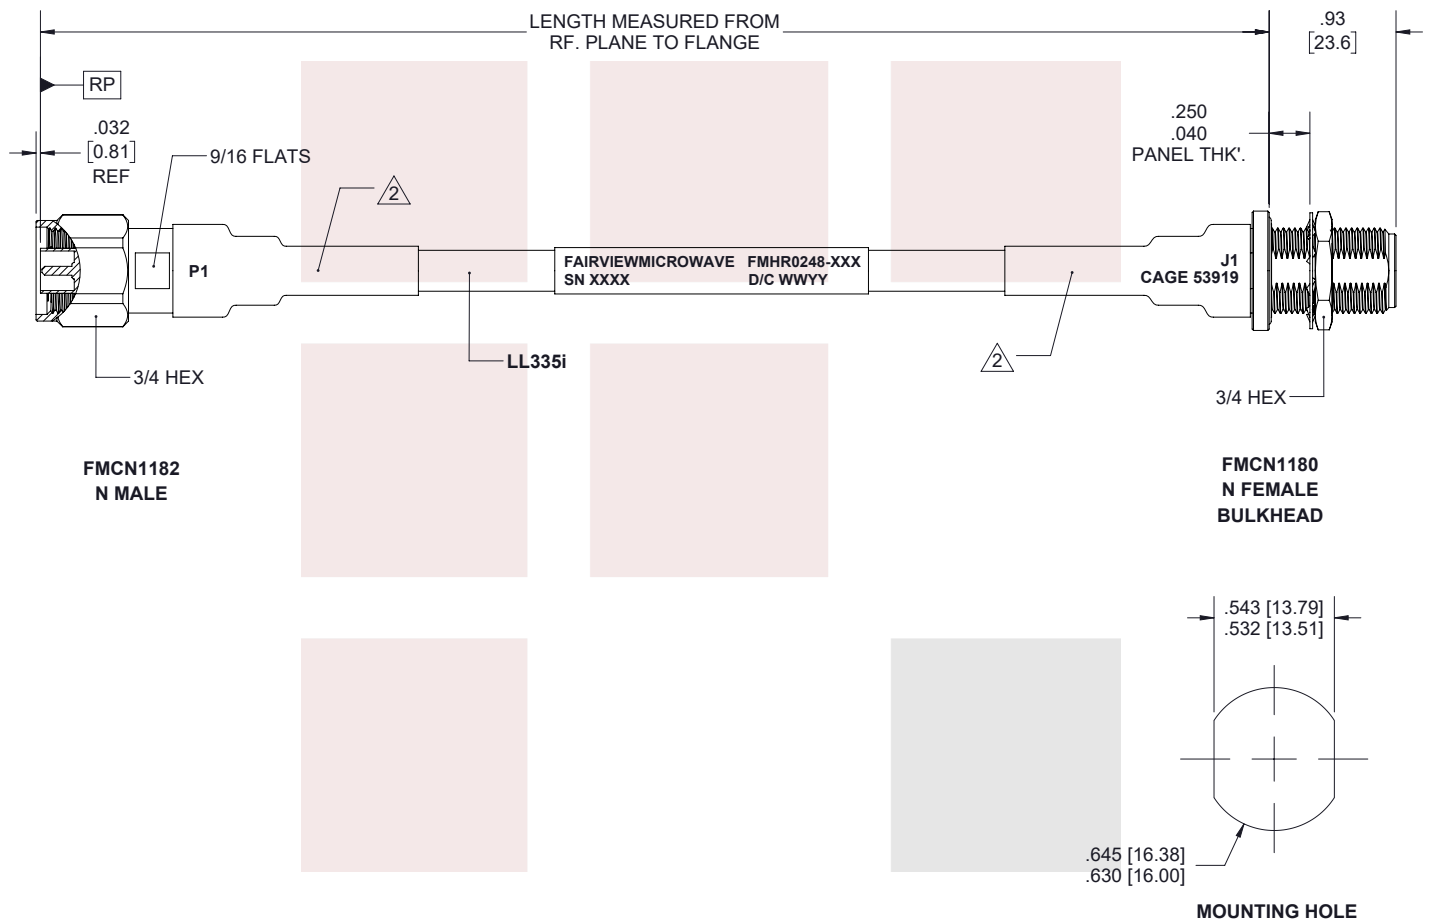 LENGTH MEASURED FROM
RF. PLANE TO FLANGE
.93
[23.6]
RP
.032
[0.81]
REF
9/16 FLATS
2
.250
.040
PANEL THK'.
P1
FAIRVIEWMICROWAVE FMHR0248-XXX
SN XXXX D/C WWYY
J1
CAGE 53919
3/4 HEX
LL335i
2
3/4 HEX
FMCN1182
N MALE
FMCN1180
N FEMALE
BULKHEAD
.543 [13.79]
.532 [13.51]
.645 [16.38]
.630 [16.00]
MOUNTING HOLE